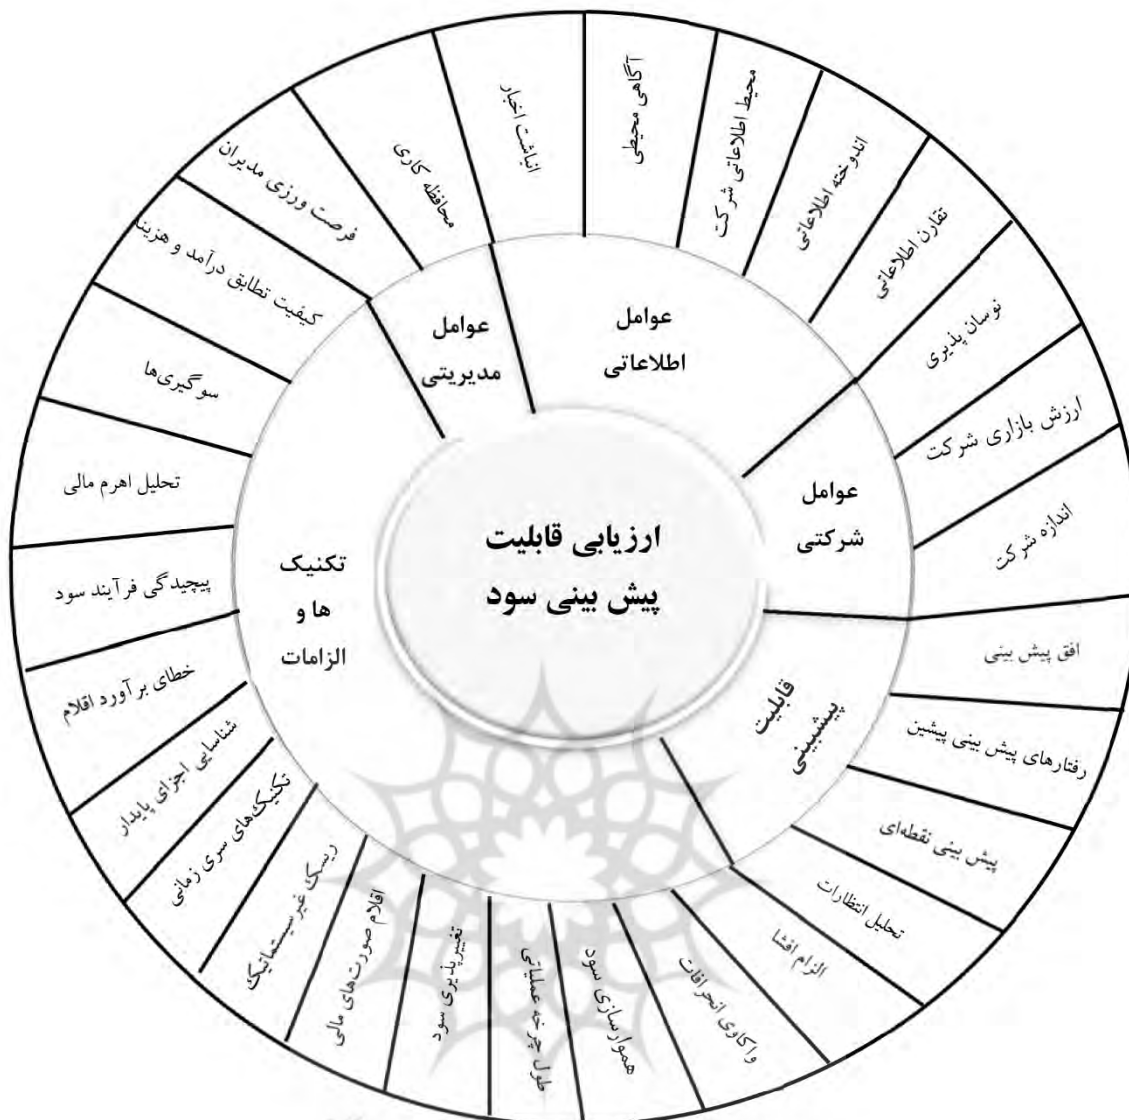 ارزیابی قابلیت
پیش بینی سود
عوامل
اطلاعاتی
عوامل
شرکتی
قابلیت
پیشبینی
تکنیک
ها و
الزامات
عوامل
مدیریتی
آگاهی محیطی
محیط اطلاعاتی شرکت
اندوخته اطلاعاتی
تقارن اطلاعاتی
نوسان پذیری
ارزش بازاری شرکت
اندازه شرکت
افق پیش بینی
رفتارهای پیش بینی پیشین
پیش بینی نقطه‌ای
تحلیل انتظارات
الزام افشا
واکاوی انحرافات
هموارسازی سود
طول چرخه عملیاتی
تغییرپذیری سود
اقلام صورت‌های مالی
ریسک غیر سیستماتیک
تکنیک‌های سری زمانی
شناسایی اجزای پایدار
خطای برآورد اقلام
پیچیدگی فرآیند سود
تحلیل اهرم مالی
سوگیری‌ها
کیفیت تطابق درآمد و هزینه
فرصت ورزی مدیران
محافظه کاری
انباشت اخبار